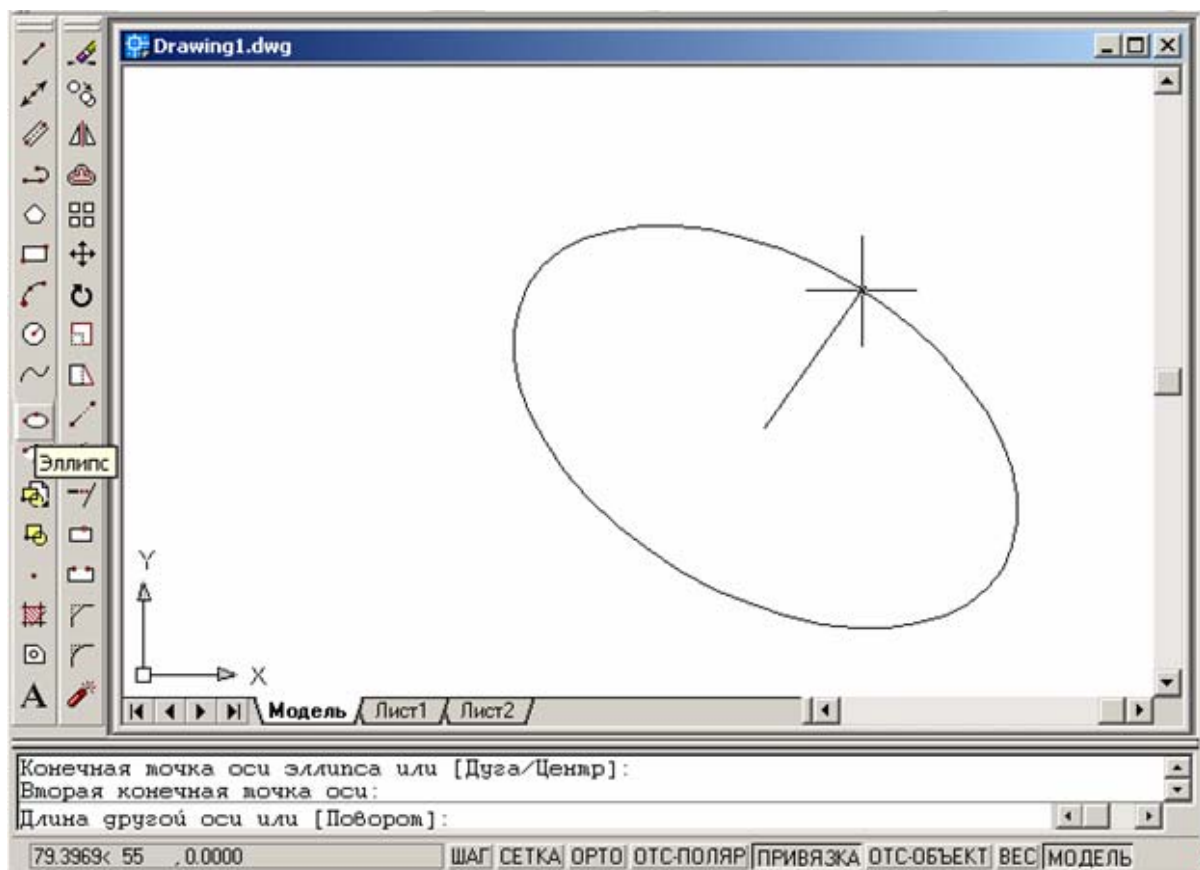 Drawing1.dwg
Эллипс
A
Y
X
Модель Лист1 Лист2
Конечная точка оси эллипса или [Дуга/Центр]:
Вторая конечная точка оси:
Длина другой оси или [Поворот]:
79.3969< 55 , 0.0000 ШАГ СЕТКА ОРТО ОТС-ПОЛЯР ПРИВЯЗКА ОТС-ОБЪЕКТ ВЕС МОДЕЛЬ